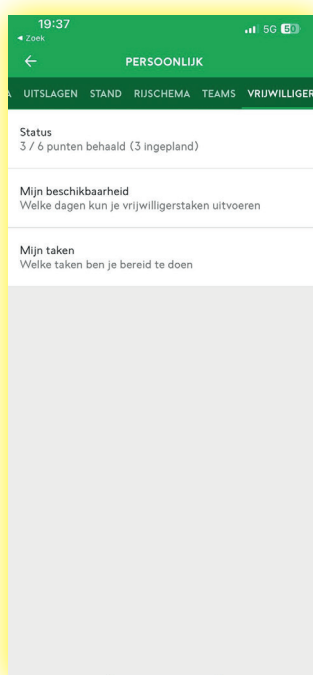 19:37
5G 50
◂ Zoek
PERSOONLIJK
A UITSLAGEN STAND RIJSCHEMA TEAMS VRIJWILLIGER
Status
3 / 6 punten behaald (3 ingepland)
Mijn beschikbaarheid
Welke dagen kun je vrijwilligerstaken uitvoeren
Mijn taken
Welke taken ben je bereid te doen